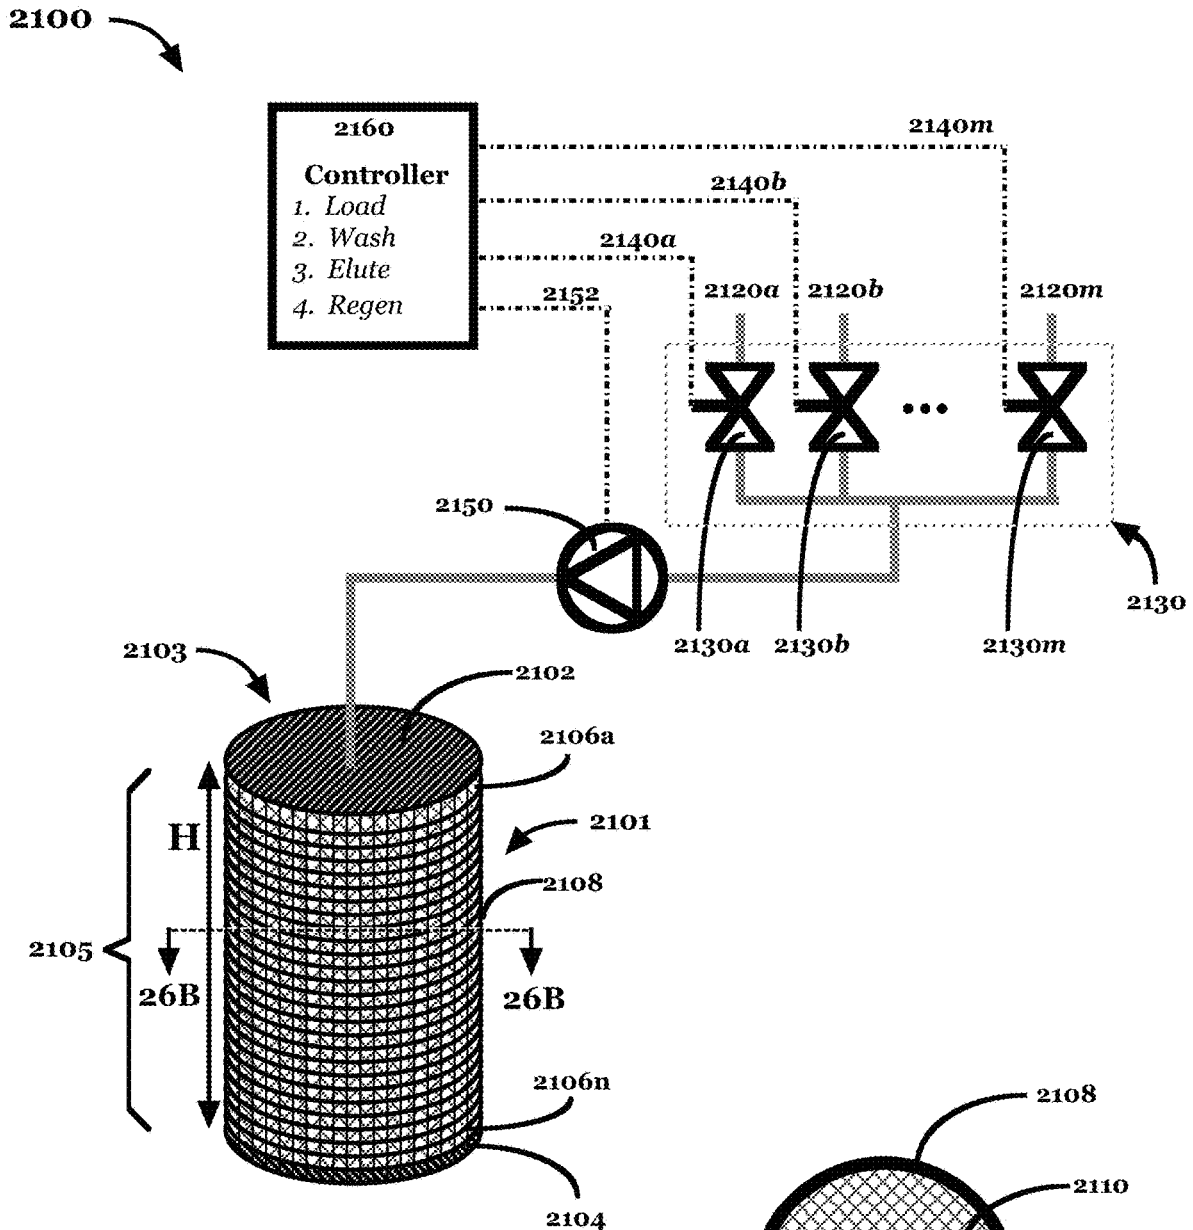 2100
2160
Controller
1. Load
2. Wash
3. Elute
4. Regen
2140m
2140b
2140a
2152
2120a 2120b 2120m
2150
2130
2130a 2130b 2130m
2103
2102
2106a
2101
H
2108
2105
26B 26B
2106n
2104
2108
2110